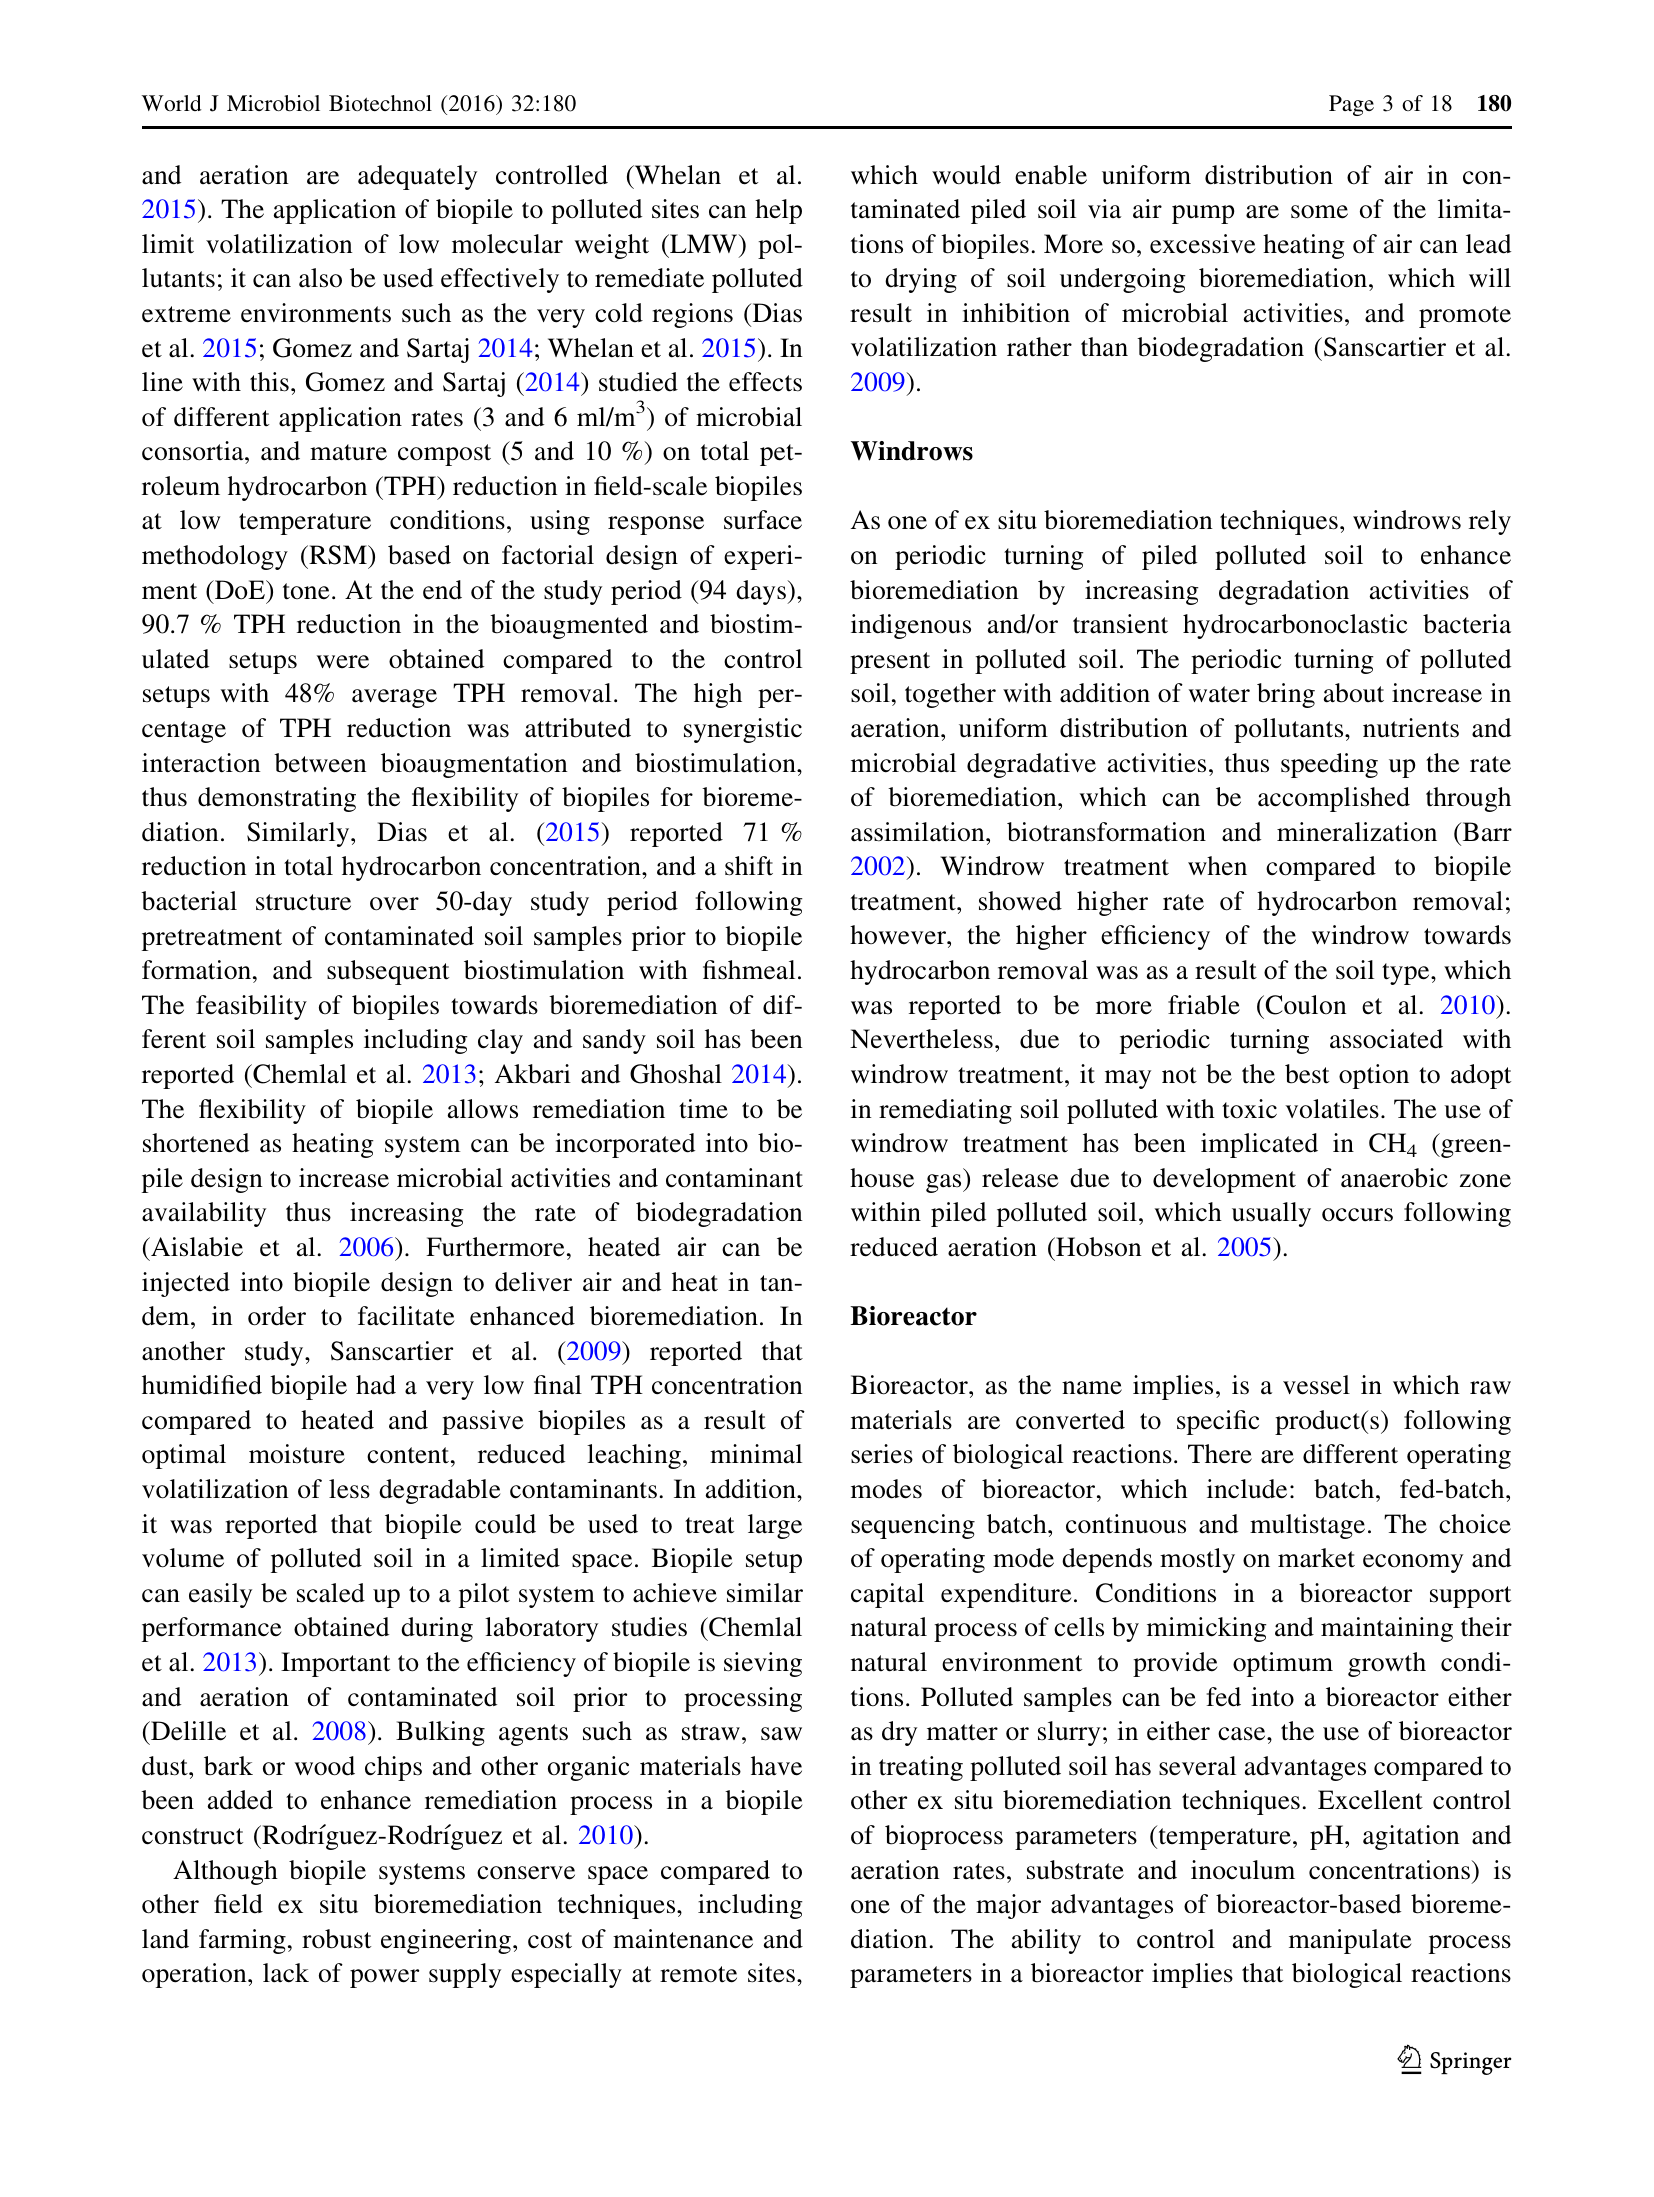 World J Microbiol Biotechnol (2016) 32:180
Page 3 of 18 180
and aeration are adequately controlled (Whelan et al.
2015). The application of biopile to polluted sites can help
limit volatilization of low molecular weight (LMW) pol-
lutants; it can also be used effectively to remediate polluted
extreme environments such as the very cold regions (Dias
et al. 2015; Gomez and Sartaj 2014; Whelan et al. 2015). In
line with this, Gomez and Sartaj (2014) studied the effects
of different application rates (3 and 6 ml/m³) of microbial
consortia, and mature compost (5 and 10 %) on total pet-
roleum hydrocarbon (TPH) reduction in field-scale biopiles
at low temperature conditions, using response surface
methodology (RSM) based on factorial design of experi-
ment (DoE) tone. At the end of the study period (94 days),
90.7 % TPH reduction in the bioaugmented and biostim-
ulated setups were obtained compared to the control
setups with 48% average TPH removal. The high per-
centage of TPH reduction was attributed to synergistic
interaction between bioaugmentation and biostimulation,
thus demonstrating the flexibility of biopiles for bioreme-
diation. Similarly, Dias et al. (2015) reported 71 %
reduction in total hydrocarbon concentration, and a shift in
bacterial structure over 50-day study period following
pretreatment of contaminated soil samples prior to biopile
formation, and subsequent biostimulation with fishmeal.
The feasibility of biopiles towards bioremediation of dif-
ferent soil samples including clay and sandy soil has been
reported (Chemlal et al. 2013; Akbari and Ghoshal 2014).
The flexibility of biopile allows remediation time to be
shortened as heating system can be incorporated into bio-
pile design to increase microbial activities and contaminant
availability thus increasing the rate of biodegradation
(Aislabie et al. 2006). Furthermore, heated air can be
injected into biopile design to deliver air and heat in tan-
dem, in order to facilitate enhanced bioremediation. In
another study, Sanscartier et al. (2009) reported that
humidified biopile had a very low final TPH concentration
compared to heated and passive biopiles as a result of
optimal moisture content, reduced leaching, minimal
volatilization of less degradable contaminants. In addition,
it was reported that biopile could be used to treat large
volume of polluted soil in a limited space. Biopile setup
can easily be scaled up to a pilot system to achieve similar
performance obtained during laboratory studies (Chemlal
et al. 2013). Important to the efficiency of biopile is sieving
and aeration of contaminated soil prior to processing
(Delille et al. 2008). Bulking agents such as straw, saw
dust, bark or wood chips and other organic materials have
been added to enhance remediation process in a biopile
construct (Rodríguez-Rodríguez et al. 2010).
Although biopile systems conserve space compared to
other field ex situ bioremediation techniques, including
land farming, robust engineering, cost of maintenance and
operation, lack of power supply especially at remote sites,
which would enable uniform distribution of air in con-
taminated piled soil via air pump are some of the limita-
tions of biopiles. More so, excessive heating of air can lead
to drying of soil undergoing bioremediation, which will
result in inhibition of microbial activities, and promote
volatilization rather than biodegradation (Sanscartier et al.
2009).
Windrows
As one of ex situ bioremediation techniques, windrows rely
on periodic turning of piled polluted soil to enhance
bioremediation by increasing degradation activities of
indigenous and/or transient hydrocarbonoclastic bacteria
present in polluted soil. The periodic turning of polluted
soil, together with addition of water bring about increase in
aeration, uniform distribution of pollutants, nutrients and
microbial degradative activities, thus speeding up the rate
of bioremediation, which can be accomplished through
assimilation, biotransformation and mineralization (Barr
2002). Windrow treatment when compared to biopile
treatment, showed higher rate of hydrocarbon removal;
however, the higher efficiency of the windrow towards
hydrocarbon removal was as a result of the soil type, which
was reported to be more friable (Coulon et al. 2010).
Nevertheless, due to periodic turning associated with
windrow treatment, it may not be the best option to adopt
in remediating soil polluted with toxic volatiles. The use of
windrow treatment has been implicated in CH₄ (green-
house gas) release due to development of anaerobic zone
within piled polluted soil, which usually occurs following
reduced aeration (Hobson et al. 2005).
Bioreactor
Bioreactor, as the name implies, is a vessel in which raw
materials are converted to specific product(s) following
series of biological reactions. There are different operating
modes of bioreactor, which include: batch, fed-batch,
sequencing batch, continuous and multistage. The choice
of operating mode depends mostly on market economy and
capital expenditure. Conditions in a bioreactor support
natural process of cells by mimicking and maintaining their
natural environment to provide optimum growth condi-
tions. Polluted samples can be fed into a bioreactor either
as dry matter or slurry; in either case, the use of bioreactor
in treating polluted soil has several advantages compared to
other ex situ bioremediation techniques. Excellent control
of bioprocess parameters (temperature, pH, agitation and
aeration rates, substrate and inoculum concentrations) is
one of the major advantages of bioreactor-based bioreme-
diation. The ability to control and manipulate process
parameters in a bioreactor implies that biological reactions
Springer